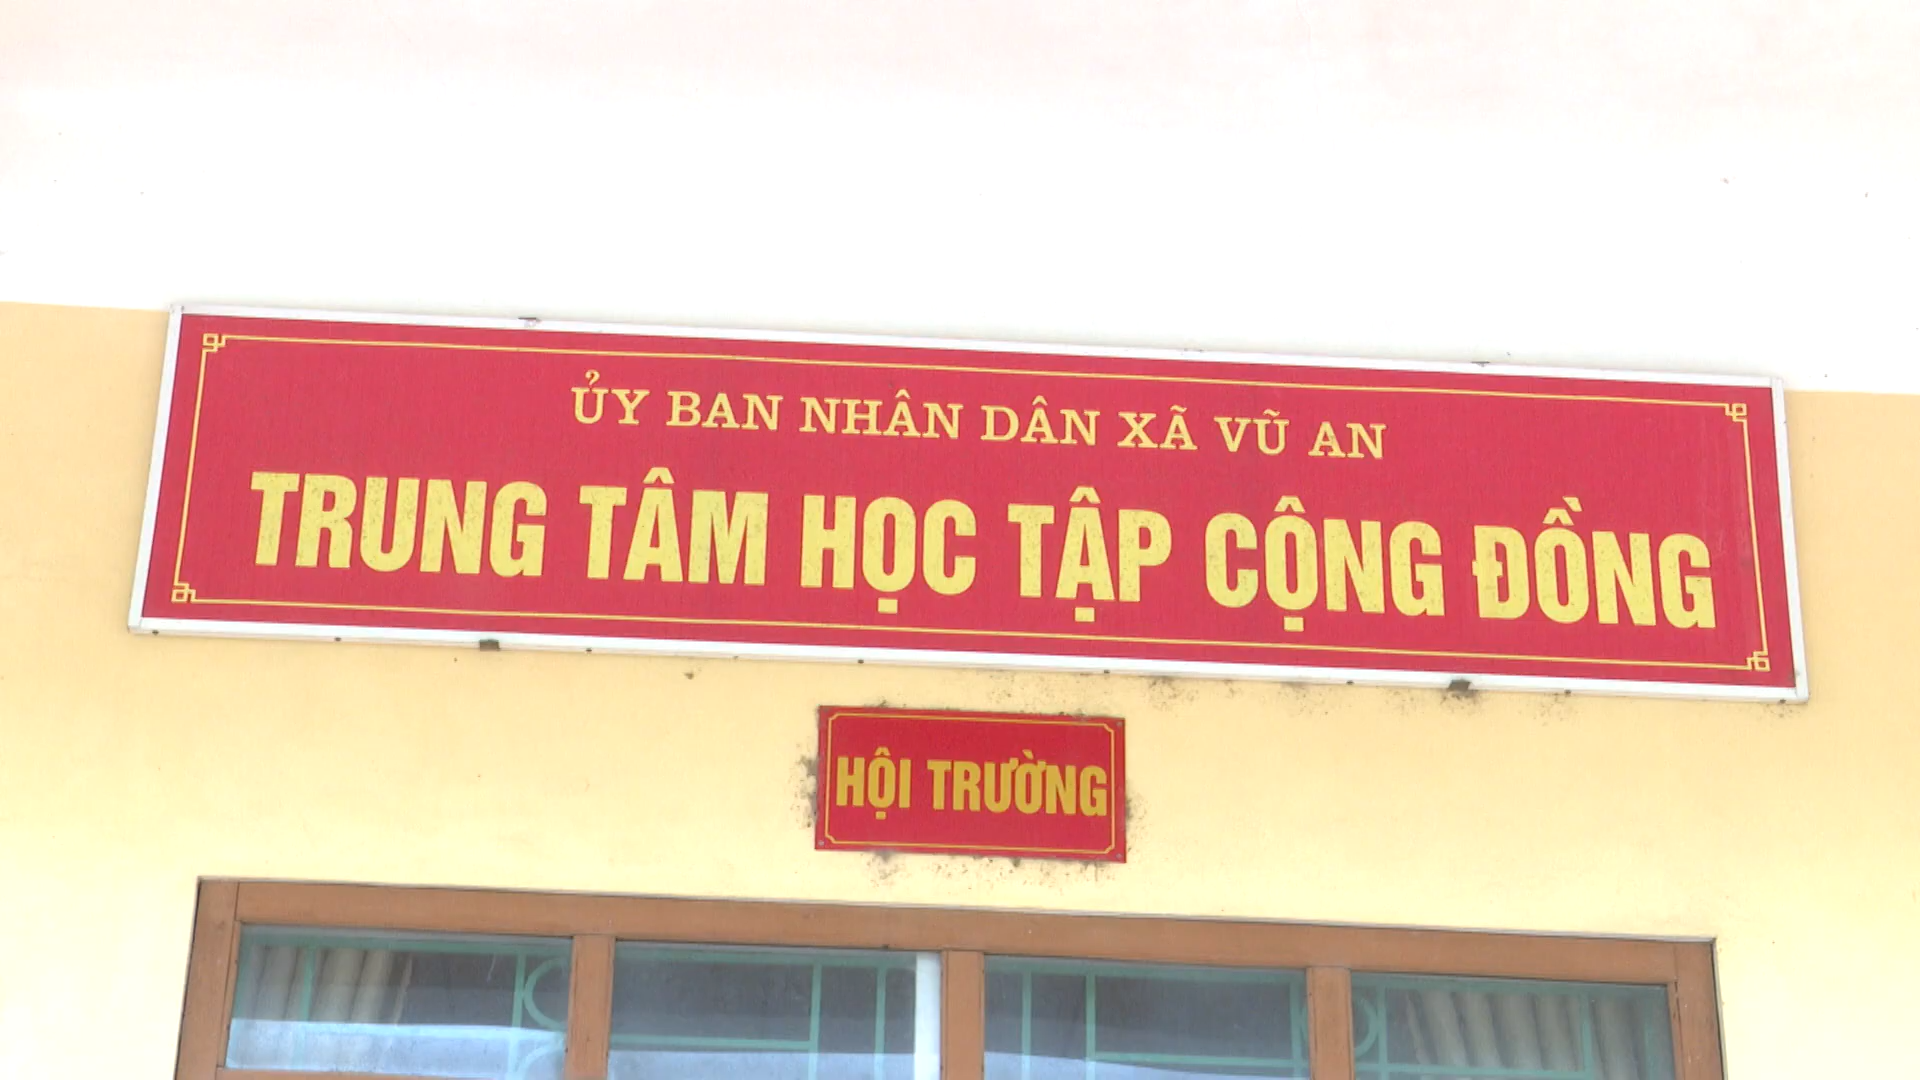 ỦY BAN NHÂN DÂN XÃ VŨ AN
TRUNG TÂM HỌC TẬP CỘNG ĐỒNG
HỘI TRƯỜNG